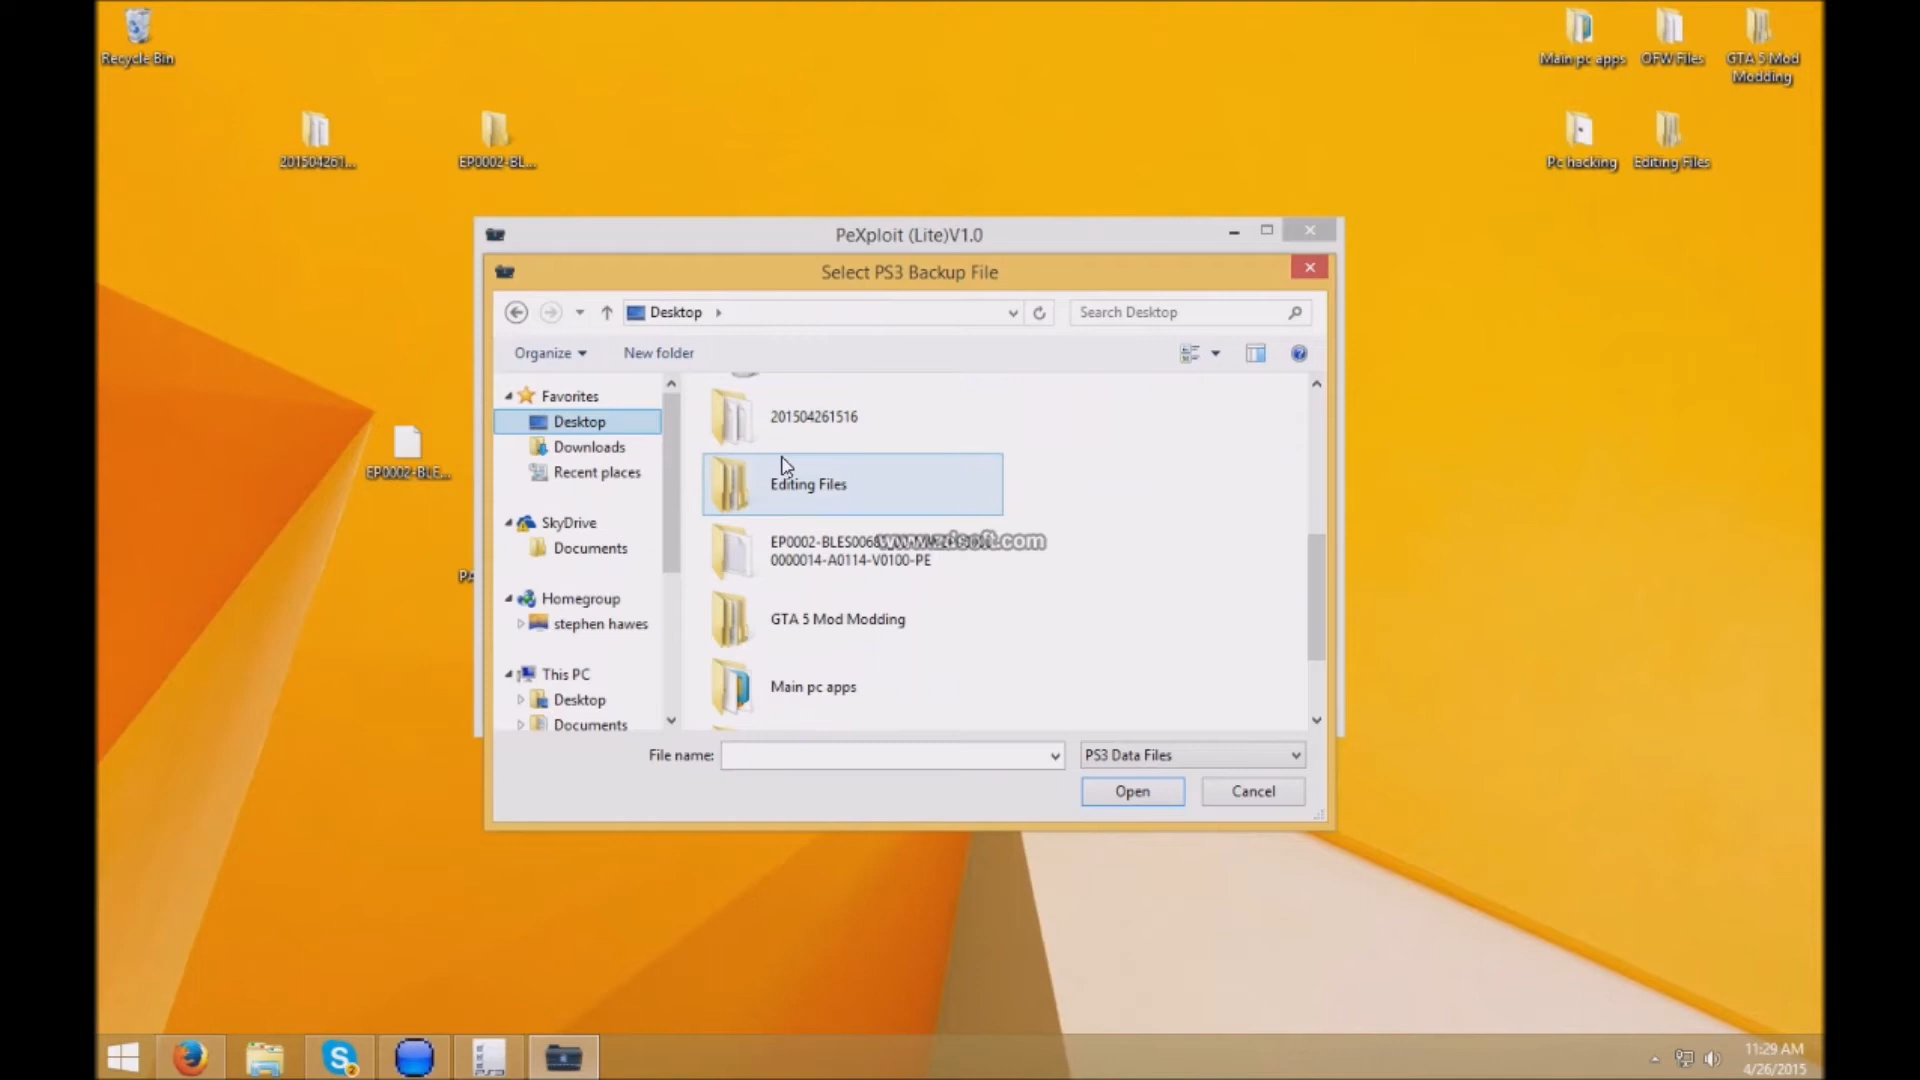 Recycle Bin
Main pc apps
OFW Files
GTA 5 Mod
Modding
201504261...
EP0002-BL...
Pc hacking
Editing Files
PeXploit (Lite)V1.0
Select PS3 Backup File
Desktop
Search Desktop
Organize
New folder
Favorites
Desktop
Downloads
Recent places
SkyDrive
Documents
Homegroup
stephen hawes
This PC
Desktop
Documents
201504261516
Editing Files
www.zdsoft.com
0000014-A0114-V0100-PE
GTA 5 Mod Modding
Main pc apps
EP0002-BLE...
File name:
PS3 Data Files
Open
Cancel
11:29 AM
4/26/2015